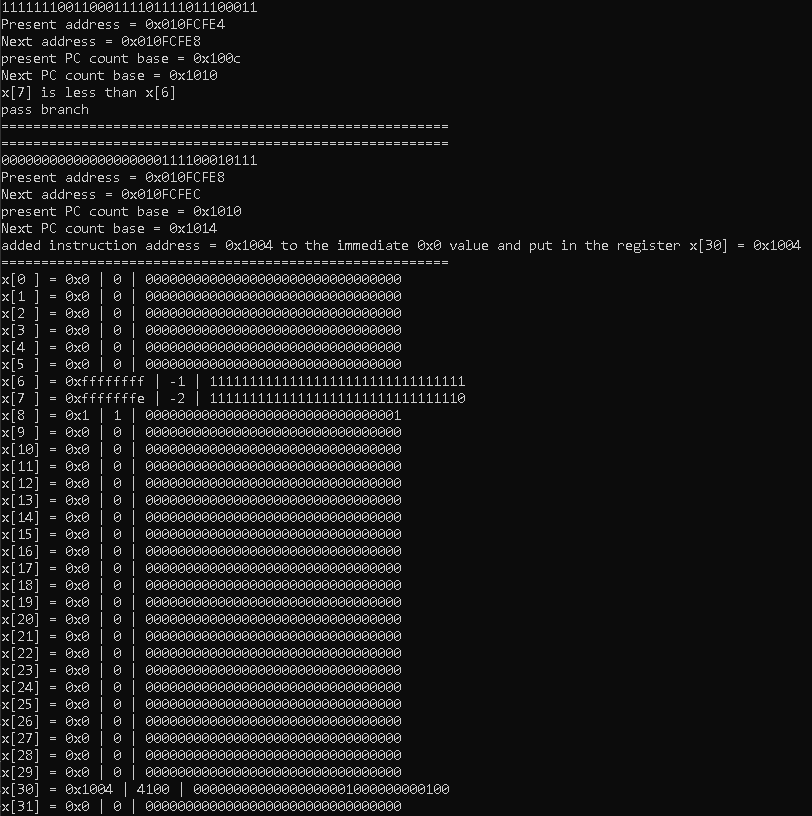 11111110011000111101111011100011
Present address = 0x010FCFE4
Next address = 0x010FCFE8
present PC count base = 0x100c
Next PC count base = 0x1010
x[7] is less than x[6]
pass branch
========================================================
========================================================
00000000000000000000111100010111
Present address = 0x010FCFE8
Next address = 0x010FCFEC
present PC count base = 0x1010
Next PC count base = 0x1014
added instruction address = 0x1004 to the immediate 0x0 value and put in the register x[30] = 0x1004
========================================================
x[0 ] = 0x0 | 0 | 00000000000000000000000000000000
x[1 ] = 0x0 | 0 | 00000000000000000000000000000000
x[2 ] = 0x0 | 0 | 00000000000000000000000000000000
x[3 ] = 0x0 | 0 | 00000000000000000000000000000000
x[4 ] = 0x0 | 0 | 00000000000000000000000000000000
x[5 ] = 0x0 | 0 | 00000000000000000000000000000000
x[6 ] = 0xffffffff | -1 | 11111111111111111111111111111111
x[7 ] = 0xfffffffe | -2 | 11111111111111111111111111111110
x[8 ] = 0x1 | 1 | 00000000000000000000000000000001
x[9 ] = 0x0 | 0 | 00000000000000000000000000000000
x[10] = 0x0 | 0 | 00000000000000000000000000000000
x[11] = 0x0 | 0 | 00000000000000000000000000000000
x[12] = 0x0 | 0 | 00000000000000000000000000000000
x[13] = 0x0 | 0 | 00000000000000000000000000000000
x[14] = 0x0 | 0 | 00000000000000000000000000000000
x[15] = 0x0 | 0 | 00000000000000000000000000000000
x[16] = 0x0 | 0 | 00000000000000000000000000000000
x[17] = 0x0 | 0 | 00000000000000000000000000000000
x[18] = 0x0 | 0 | 00000000000000000000000000000000
x[19] = 0x0 | 0 | 00000000000000000000000000000000
x[20] = 0x0 | 0 | 00000000000000000000000000000000
x[21] = 0x0 | 0 | 00000000000000000000000000000000
x[22] = 0x0 | 0 | 00000000000000000000000000000000
x[23] = 0x0 | 0 | 00000000000000000000000000000000
x[24] = 0x0 | 0 | 00000000000000000000000000000000
x[25] = 0x0 | 0 | 00000000000000000000000000000000
x[26] = 0x0 | 0 | 00000000000000000000000000000000
x[27] = 0x0 | 0 | 00000000000000000000000000000000
x[28] = 0x0 | 0 | 00000000000000000000000000000000
x[29] = 0x0 | 0 | 00000000000000000000000000000000
x[30] = 0x1004 | 4100 | 00000000000000000001000000000100
x[31] = 0x0 | 0 | 00000000000000000000000000000000